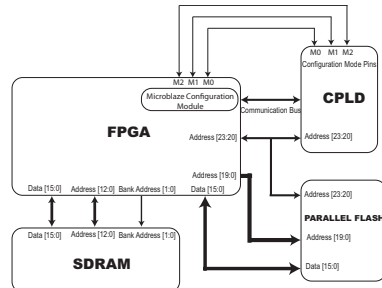 M0 M1 M2
Configuration Mode Pins
CPLD
Address [23:20]
M2 M1 M0
Microblaze Configuration
Module
FPGA
Communication Bus
Address [23:20]
Address [19:0]
Data [15:0] Address [12:0] Bank Address [1:0] Data [15:0]
Data [15:0] Address [12:0] Bank Address [1:0]
SDRAM
Address [23:20]
PARALLEL FLASH
Address [19:0]
Data [15:0]